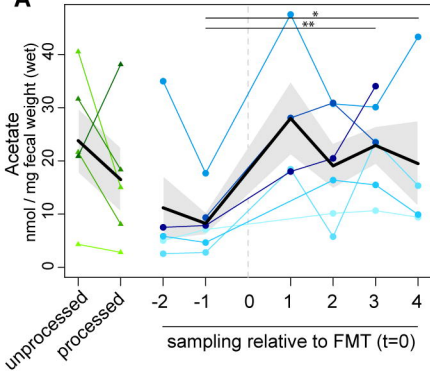 A
*
**
Acetate
nmol / mg fecal weight (wet)
40
30
20
10
0
unprocessed
processed
-2 -1 0 1 2 3 4
sampling relative to FMT (t=0)